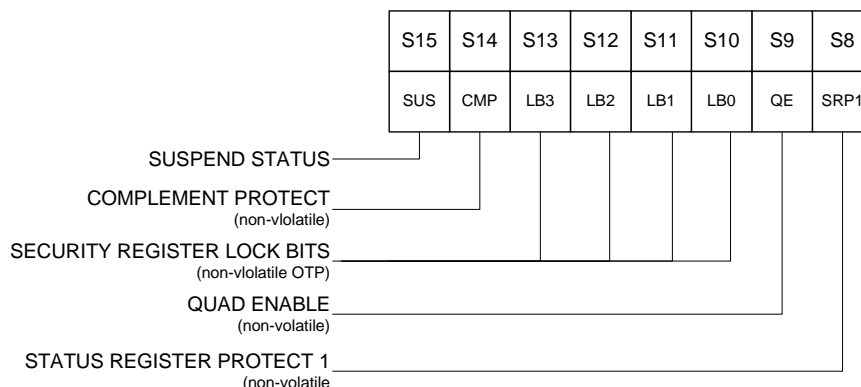 S15 S14 S13 S12 S11 S10 S9 S8
SUS CMP LB3 LB2 LB1 LB0 QE SRP1
SUSPEND STATUS
COMPLEMENT PROTECT
(non-vlolatile)
SECURITY REGISTER LOCK BITS
(non-vlolatile OTP)
QUAD ENABLE
(non-volatile)
STATUS REGISTER PROTECT 1
(non-volatile